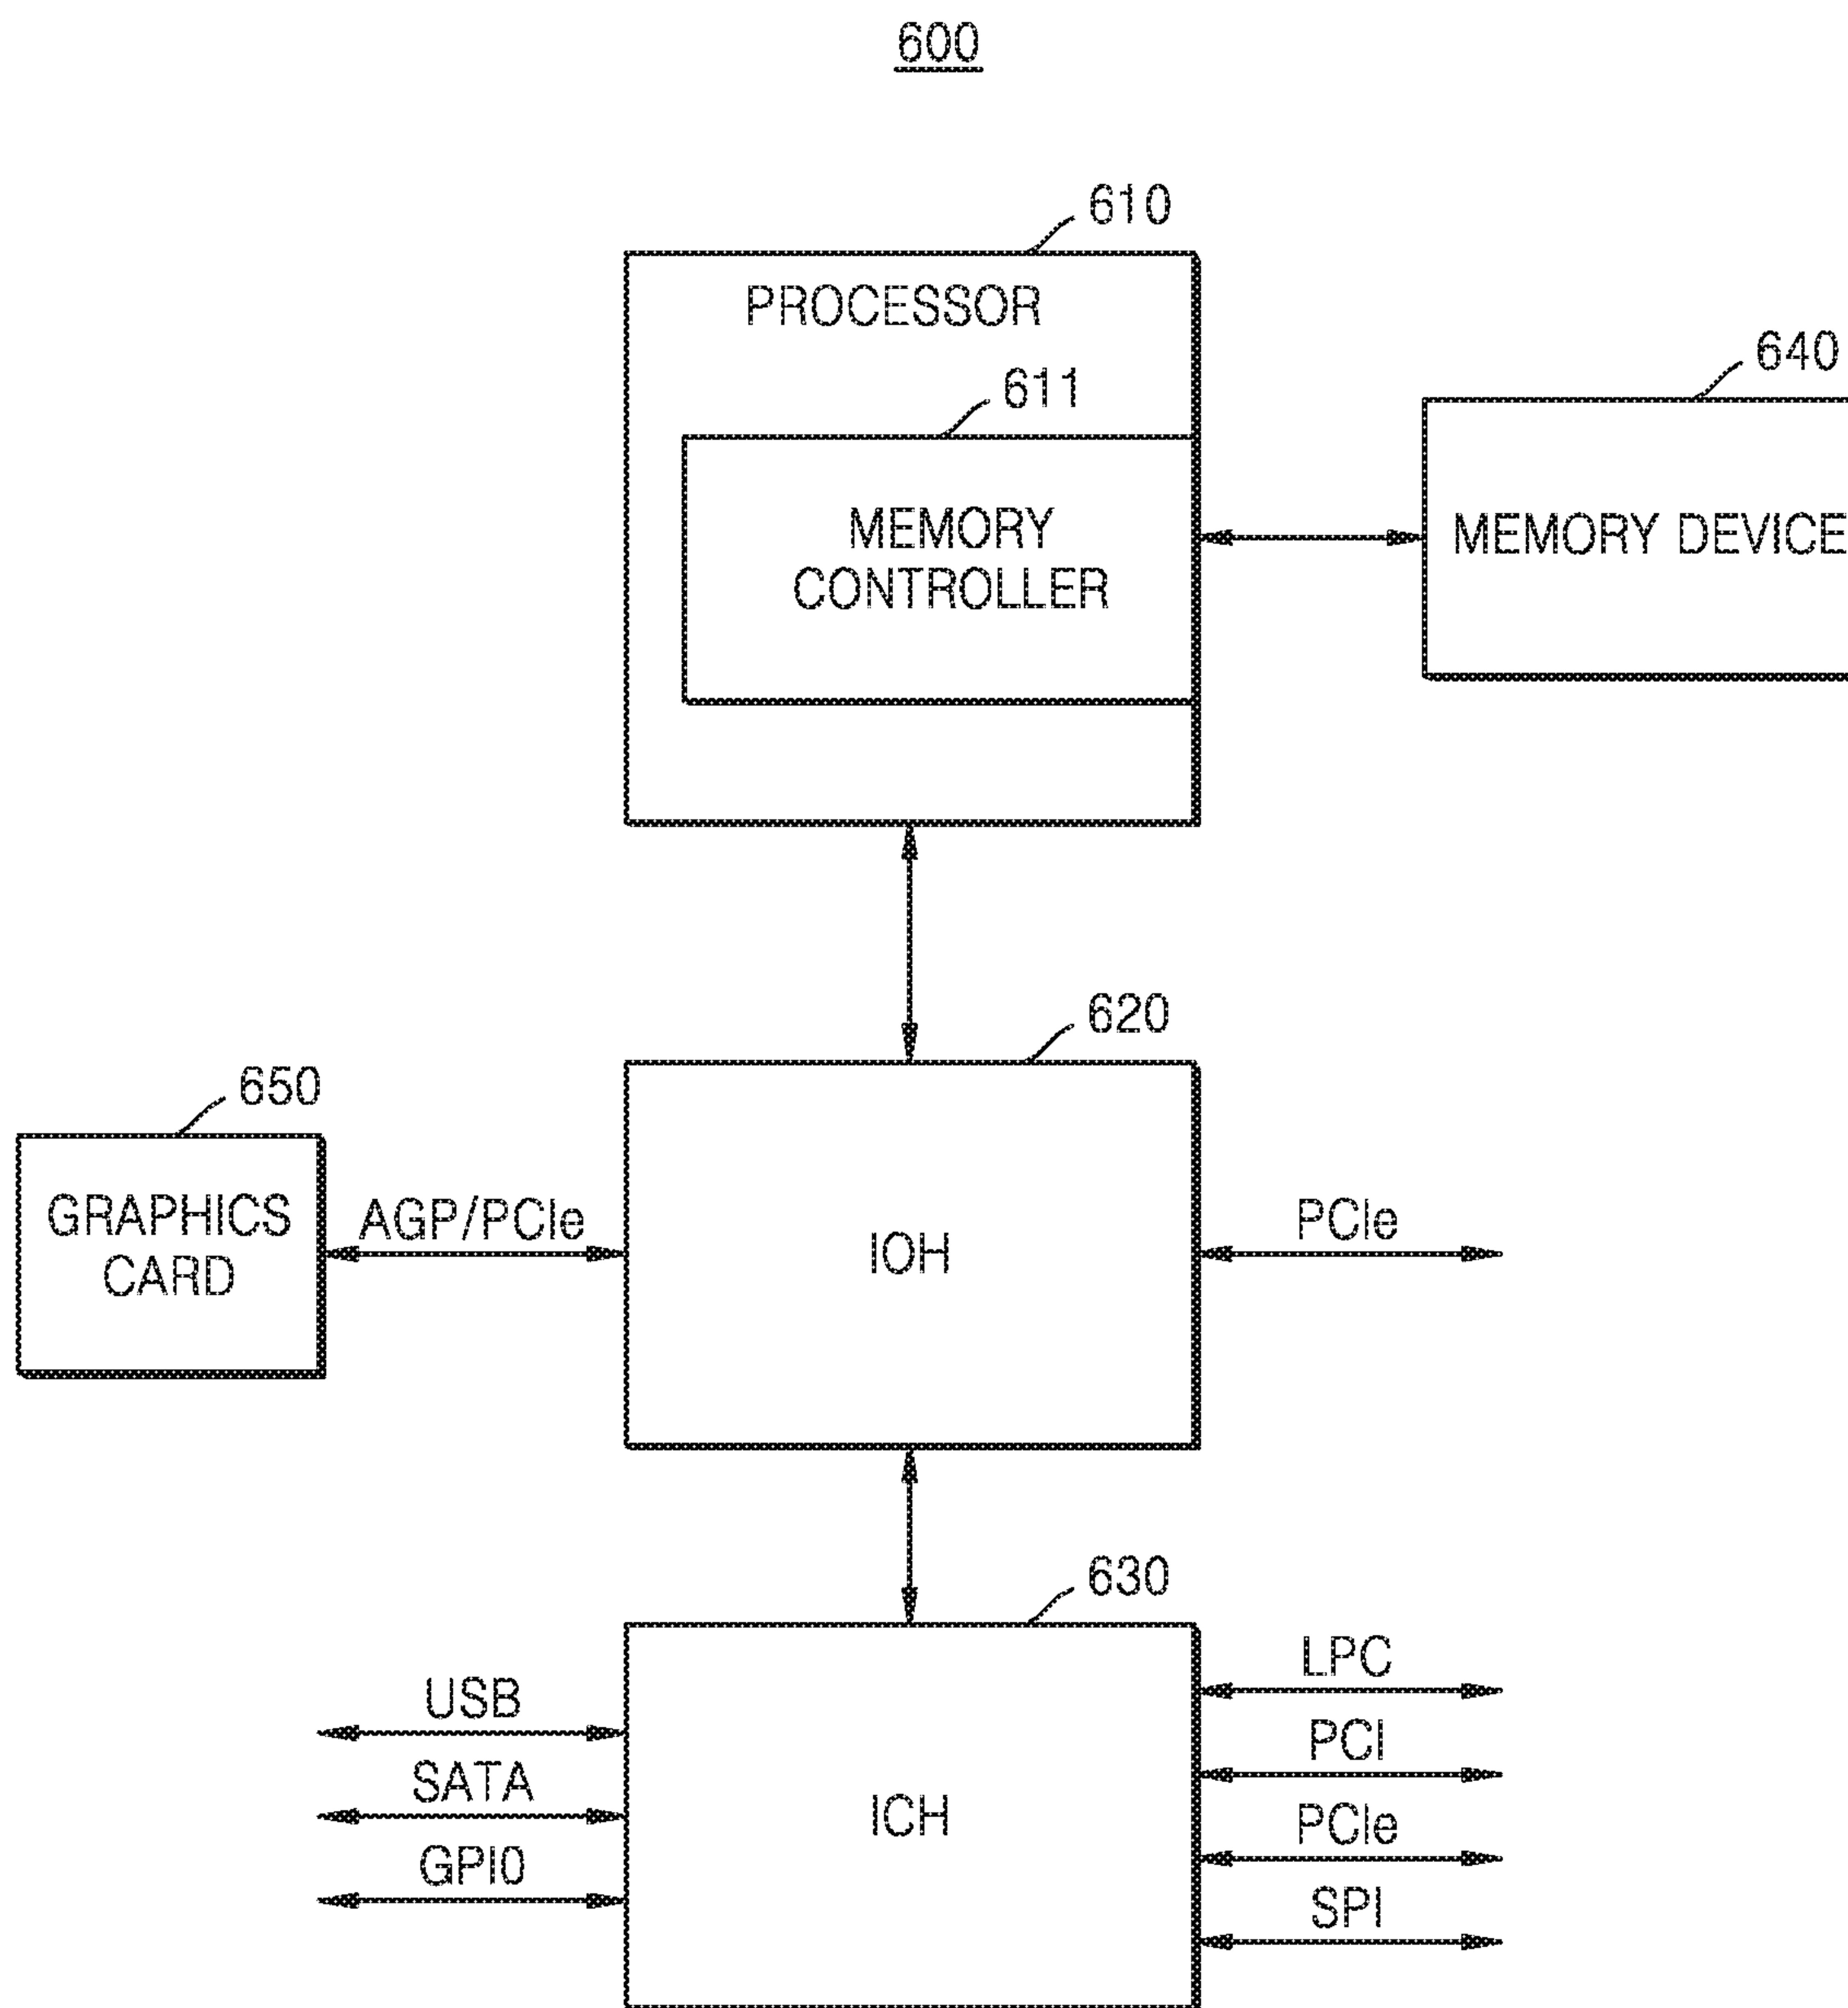 600
610
PROCESSOR
611
MEMORY
CONTROLLER
640
MEMORY DEVICE
620
650
GRAPHICS
CARD
AGP/PCIe
IOH
PCIe
630
USB
SATA
GPIO
ICH
LPC
PCI
PCIe
SPI